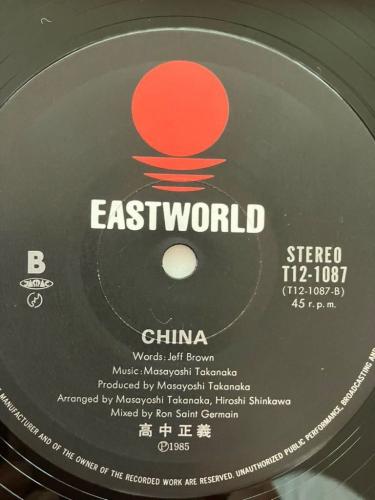 EASTWORLD
B
STEREO
T12-1087
(T12-1087-B)
45 r.p.m.
CHINA
Words:Jeff Brown
Music:Masayoshi Takanaka
Produced by Masayoshi Takanaka
Arranged by Masayoshi Takanaka, Hiroshi Shinkawa
Mixed by Ron Saint Germain
高中正義
Ⓟ1985
MANUFACTURER AND OF THE OWNER OF THE RECORDED WORK ARE RESERVED. UNAUTHORIZED PUBLIC PERFORMANCE, BROADCASTING AND